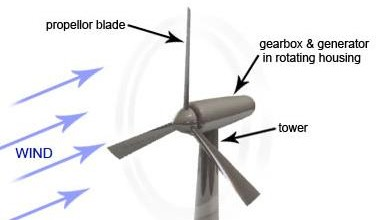 propellor blade
gearbox & generator
in rotating housing
tower
WIND